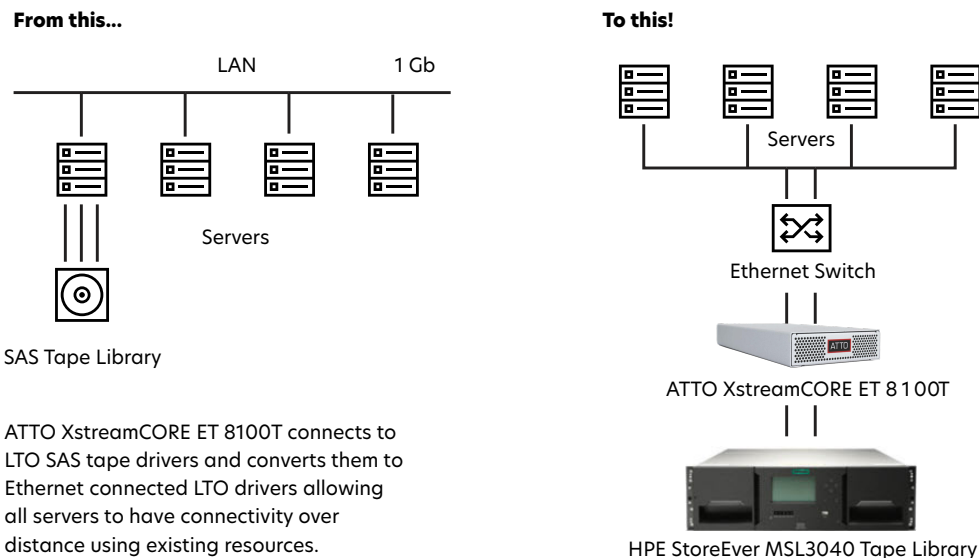 From this...
LAN
1 Gb
Servers
SAS Tape Library
ATTO XstreamCORE ET 8100T connects to
LTO SAS tape drivers and converts them to
Ethernet connected LTO drivers allowing
all servers to have connectivity over
distance using existing resources.
To this!
Servers
Ethernet Switch
ATTO
ATTO XstreamCORE ET 8100T
HPE StoreEver MSL3040 Tape Library